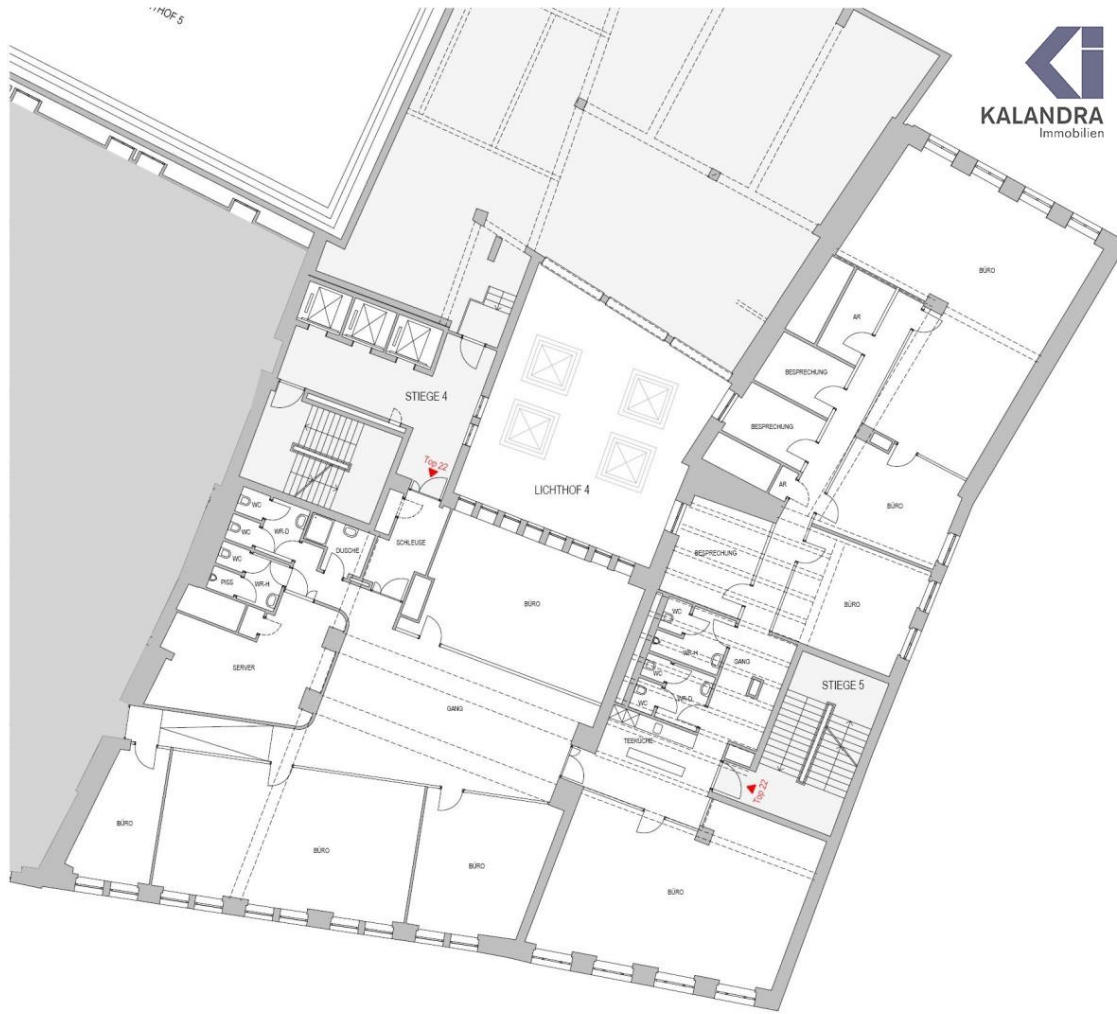 HTHOF 5
KALANDRA
Immobilien
BÜRO
AR
BESPRECHUNG
STIEGE 4
BESPRECHUNG
Top 22
AR
LICHTHOF 4
BÜRO
WC
WR-D
WC
DUSCHE
SCHLEUSE
BESPRECHUNG
WC
PISS
WR-H
BÜRO
BÜRO
WC
WR-H
GANG
SERVER
WC
STIEGE 5
WC
WR-D
GANG
TEEKÜCHE
Top 22
BÜRO
BÜRO
BÜRO
BÜRO